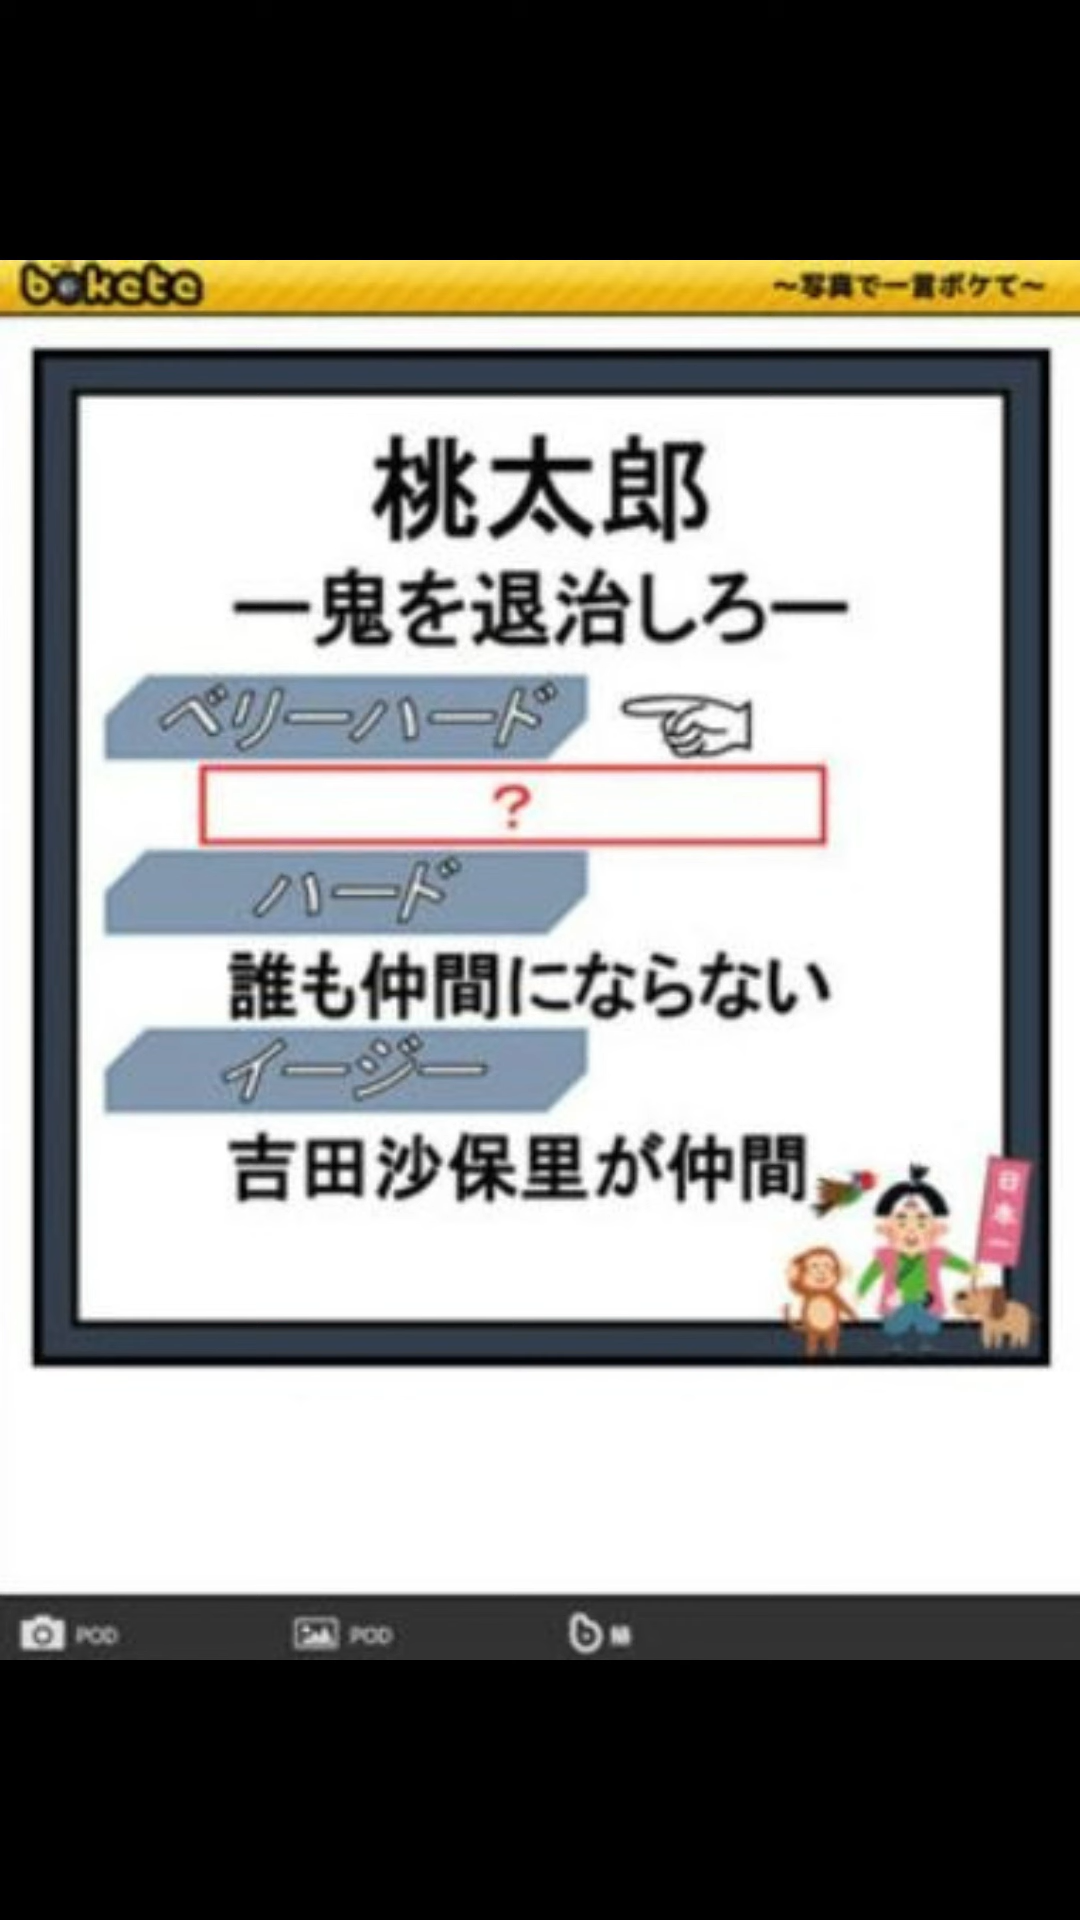 bokete
～写真で一言ボケて～
桃太郎
―鬼を退治しろ―
ベリーハード
?
ハード
誰も仲間にならない
イージー
吉田沙保里が仲間
日本一
POD
POD